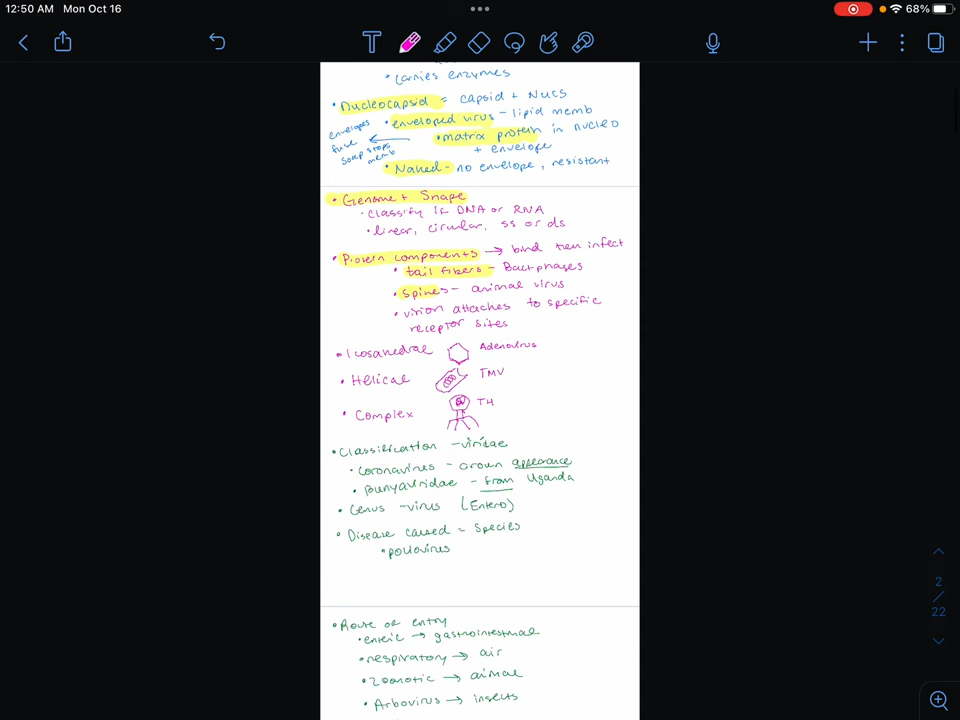 12:50 AM Mon Oct 16
68%
• carries enzymes
• Nucleocapsid = capsid + Nucs
• enveloped virus - lipid memb
• matrix protein in nucleo
+ envelope
envelopes
fuse
soap stops
memb
• Naked - no envelope, resistant
• Genome + Shape
• classify if DNA or RNA
• linear, circular, ss or ds
• Protein components → bind then infect
• tail fibers - Bactphages
• Spines - animal virus
• virion attaches to specific
receptor sites
• Icosahedral Adenovirus
• Helical TMV
• Complex T4
• Classification - viridae
• coronavirus - crown appearance
• Bunyaviridae - from Uganda
• Genus - virus (Entero)
• Disease caused = Species
• poliovirus
• Route of entry
• enteric → gastrointestinal
• respiratory → air
• zoonotic → animal
• Arbovirus → insects
2
/
22